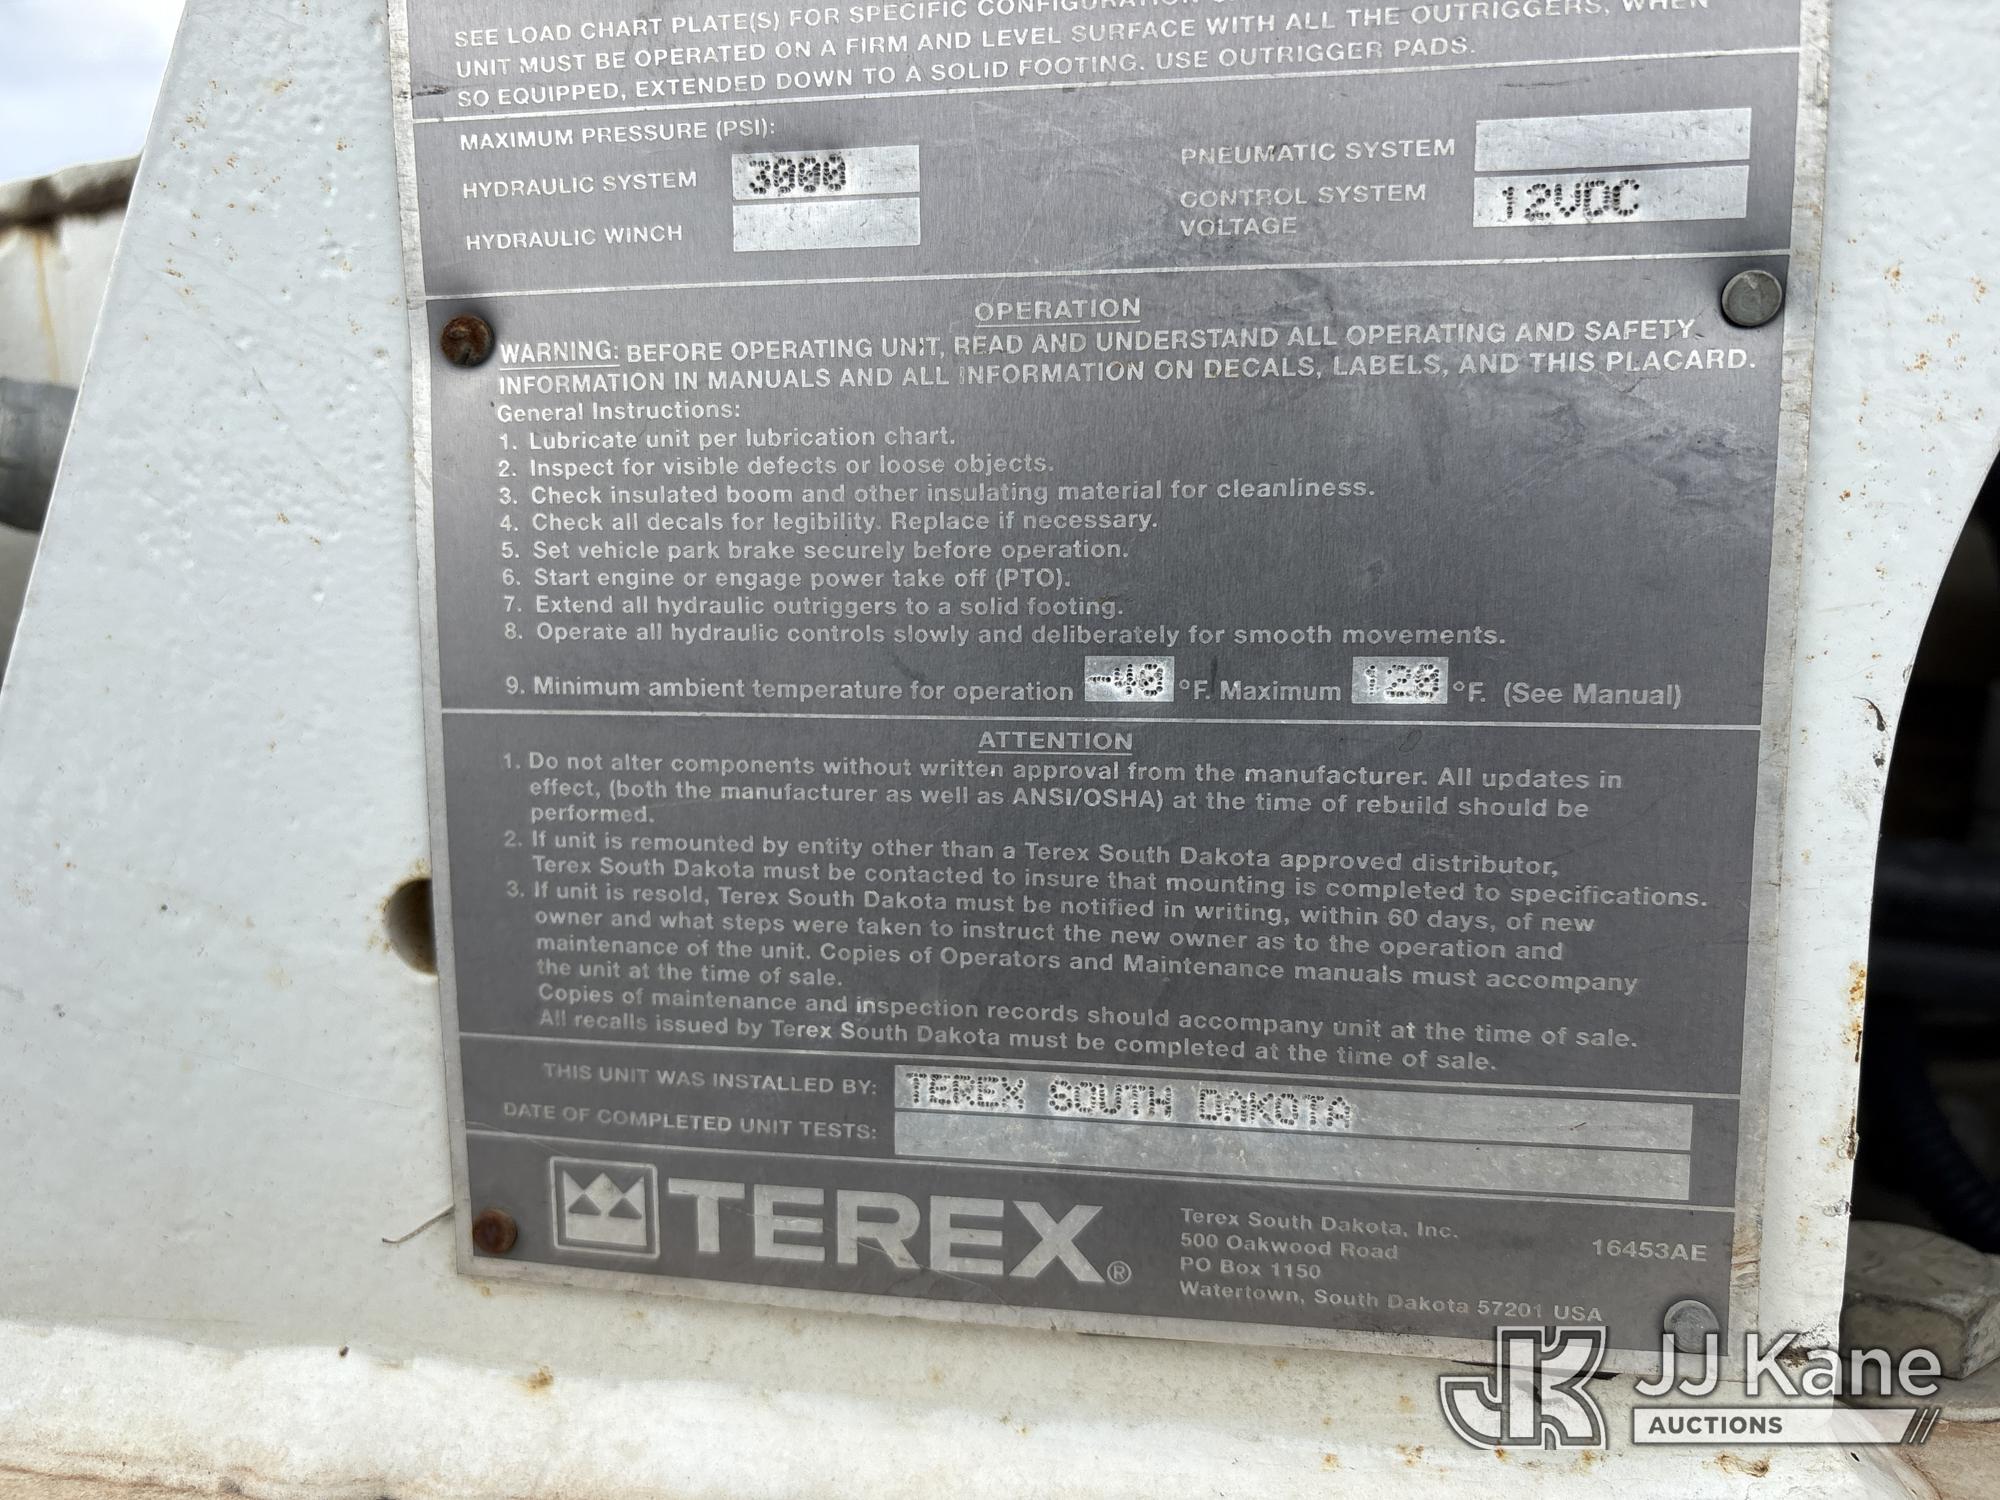 SEE LOAD CHART PLATE(S) FOR SPECIFIC
UNIT MUST BE OPERATED ON A FIRM AND LEVEL SURFACE WITH ALL THE OUTRIGGERS, WHEN
SO EQUIPPED, EXTENDED DOWN TO A SOLID FOOTING. USE OUTRIGGER PADS.
MAXIMUM PRESSURE (PSI):
HYDRAULIC SYSTEM 3000
HYDRAULIC WINCH
PNEUMATIC SYSTEM
CONTROL SYSTEM 12VDC
VOLTAGE
OPERATION
WARNING: BEFORE OPERATING UNIT, READ AND UNDERSTAND ALL OPERATING AND SAFETY
INFORMATION IN MANUALS AND ALL INFORMATION ON DECALS, LABELS, AND THIS PLACARD.
General Instructions:
1. Lubricate unit per lubrication chart.
2. Inspect for visible defects or loose objects.
3. Check insulated boom and other insulating material for cleanliness.
4. Check all decals for legibility. Replace if necessary.
5. Set vehicle park brake securely before operation.
6. Start engine or engage power take off (PTO).
7. Extend all hydraulic outriggers to a solid footing.
8. Operate all hydraulic controls slowly and deliberately for smooth movements.
9. Minimum ambient temperature for operation -40 °F. Maximum 120 °F. (See Manual)
ATTENTION
1. Do not alter components without written approval from the manufacturer. All updates in
effect, (both the manufacturer as well as ANSI/OSHA) at the time of rebuild should be
performed.
2. If unit is remounted by entity other than a Terex South Dakota approved distributor,
Terex South Dakota must be contacted to insure that mounting is completed to specifications.
3. If unit is resold, Terex South Dakota must be notified in writing, within 60 days, of new
owner and what steps were taken to instruct the new owner as to the operation and
maintenance of the unit. Copies of Operators and Maintenance manuals must accompany
the unit at the time of sale.
Copies of maintenance and inspection records should accompany unit at the time of sale.
All recalls issued by Terex South Dakota must be completed at the time of sale.
THIS UNIT WAS INSTALLED BY: TEREX SOUTH DAKOTA
DATE OF COMPLETED UNIT TESTS:
TEREX®
Terex South Dakota, Inc.
500 Oakwood Road
PO Box 1150
Watertown, South Dakota 57201 USA
16453AE
JK JJ Kane
AUCTIONS